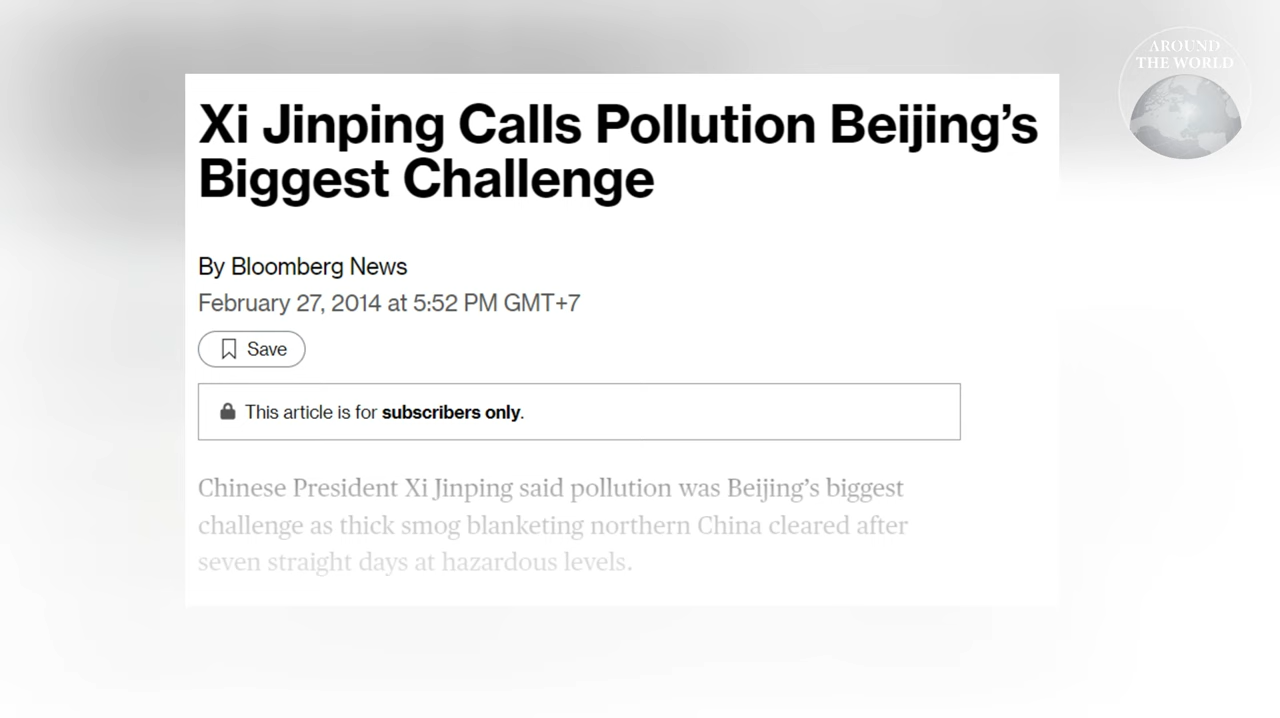 AROUND
THE WORLD
Xi Jinping Calls Pollution Beijing’s
Biggest Challenge
By Bloomberg News
February 27, 2014 at 5:52 PM GMT+7
Save
This article is for subscribers only.
Chinese President Xi Jinping said pollution was Beijing’s biggest
challenge as thick smog blanketing northern China cleared after
seven straight days at hazardous levels.